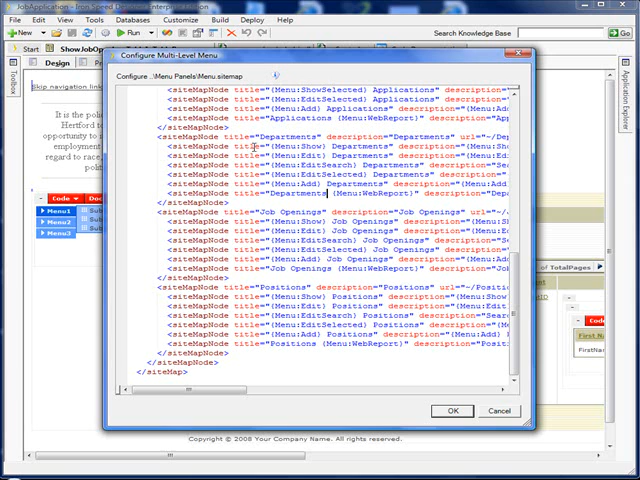 JobApplication - Iron Speed Designer Enterprise Edition
File Edit View Tools Databases Customize Build Deploy Help
New Run Search Knowledge Base: Go
Start ShowJobOp
Design
Toolbox
Application Explorer
Configure Multi-Level Menu
Configure ..\Menu Panels\Menu.sitemap
Skip navigation link
It is the polic
Hertford to
opportunity to
employment
regard to race,
Code Doc
Menu1 Sub
Menu2 Sub
Menu3 Sub
<siteMapNode title="{Menu:ShowSelected} Applications" description="
<siteMapNode title="{Menu:EditSelected} Applications" description="
<siteMapNode title="{Menu:Add} Applications" description="{Menu:Add
<siteMapNode title="Applications {Menu:WebReport}" description="App
</siteMapNode>
<siteMapNode title="Departments" description="Departments" url="~/Dep
<siteMapNode title="{Menu:Show} Departments" description="{Menu:Sh
<siteMapNode title="{Menu:Edit} Departments" description="{Menu:Ed
<siteMapNode title="{Menu:EditSearch} Departments" description="Se
<siteMapNode title="{Menu:EditSelected} Departments" description="{
<siteMapNode title="{Menu:Add} Departments" description="{Menu:Add
<siteMapNode title="Departments {Menu:WebReport}" description="Dep
</siteMapNode>
<siteMapNode title="Job Openings" description="Job Openings" url="~/
<siteMapNode title="{Menu:Show} Job Openings" description="{Menu:S
<siteMapNode title="{Menu:Edit} Job Openings" description="{Menu:E
<siteMapNode title="{Menu:EditSearch} Job Openings" description="S
<siteMapNode title="{Menu:EditSelected} Job Openings" description="
<siteMapNode title="{Menu:Add} Job Openings" description="{Menu:Ad
<siteMapNode title="Job Openings {Menu:WebReport}" description="Jo
</siteMapNode>
<siteMapNode title="Positions" description="Positions" url="~/Positi
<siteMapNode title="{Menu:Show} Positions" description="{Menu:Show
<siteMapNode title="{Menu:Edit} Positions" description="{Menu:Edit
<siteMapNode title="{Menu:EditSearch} Positions" description="{Men
<siteMapNode title="{Menu:EditSelected} Positions" description="{M
<siteMapNode title="{Menu:Add} Positions" description="{Menu:Add}
<siteMapNode title="Positions {Menu:WebReport}" description="Posit
</siteMapNode>
</siteMapNode>
</siteMap>
of TotalPages
Code
First Name
FirstName
OK Cancel
Copyright © 2008 Your Company Name. All rights reserved.